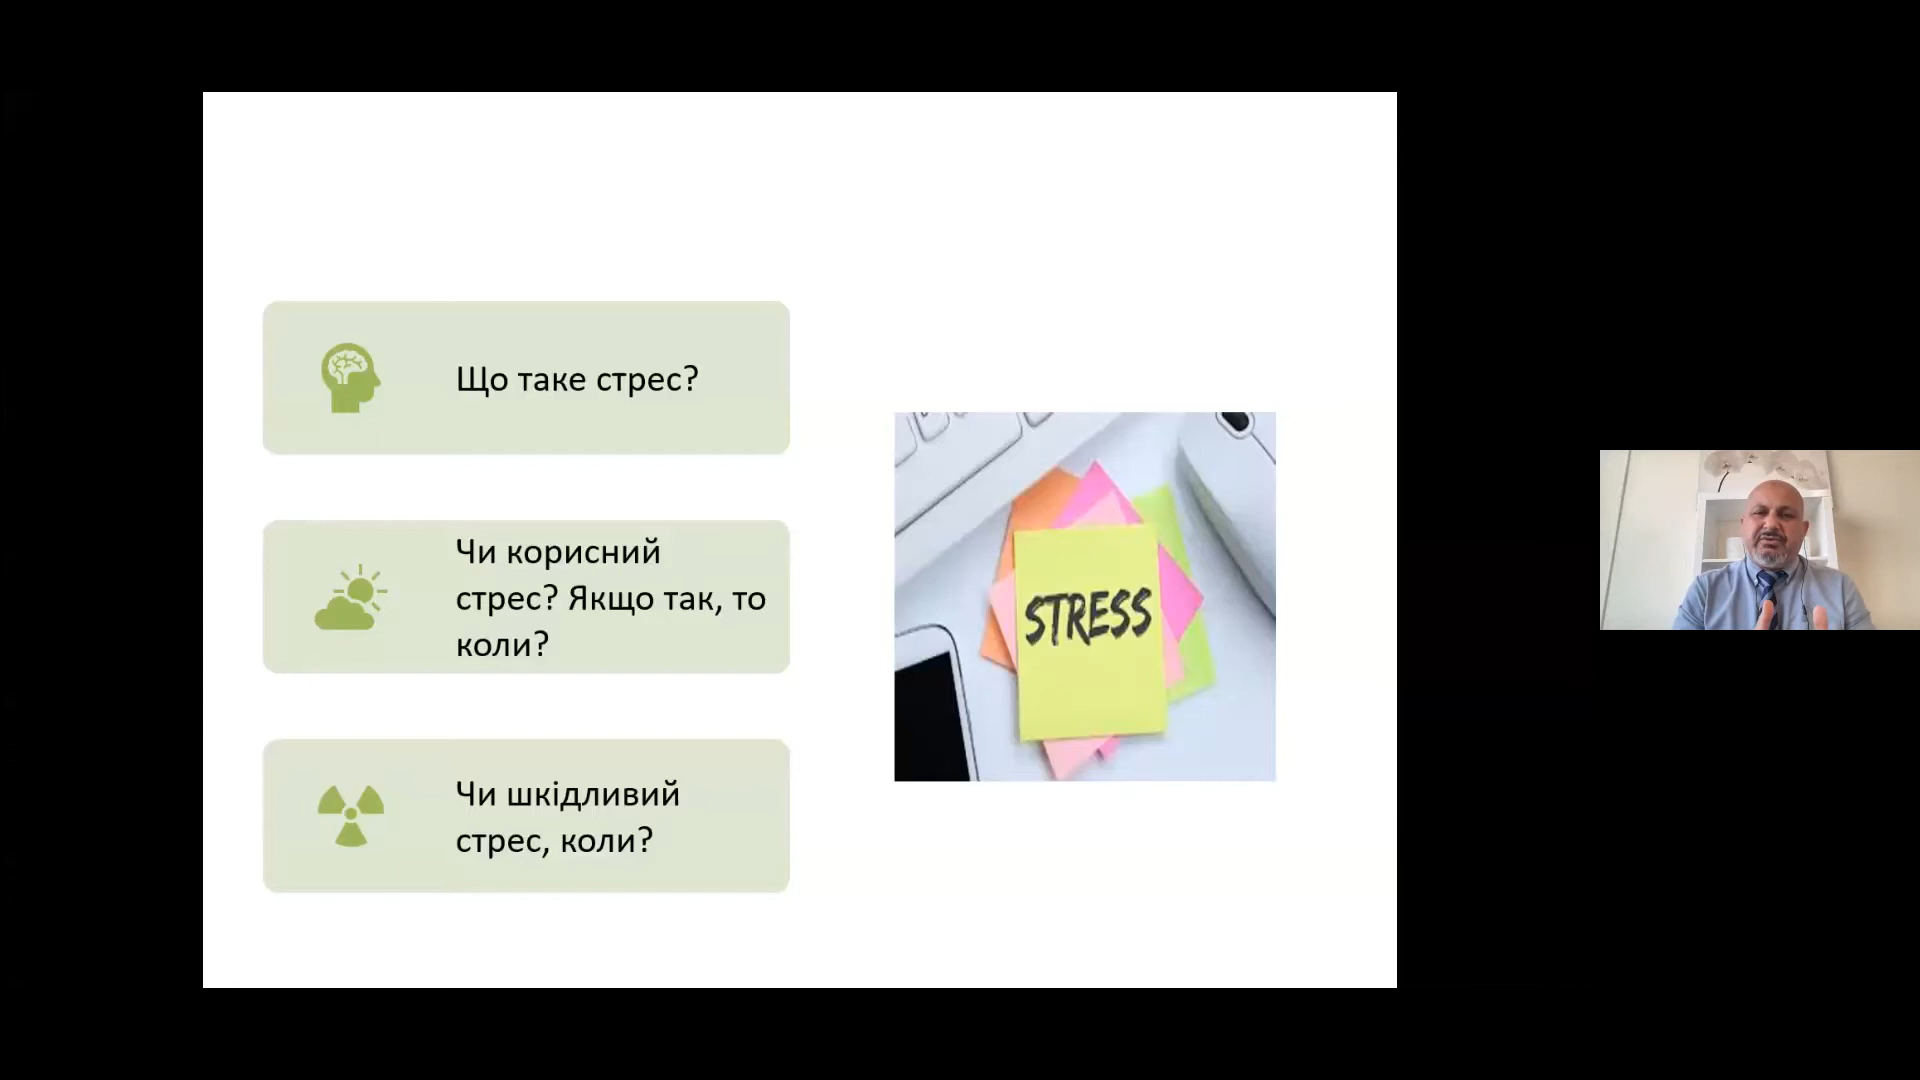 Що таке стрес?
Чи корисний
стрес? Якщо так, то
коли?
Чи шкідливий
стрес, коли?
STRESS